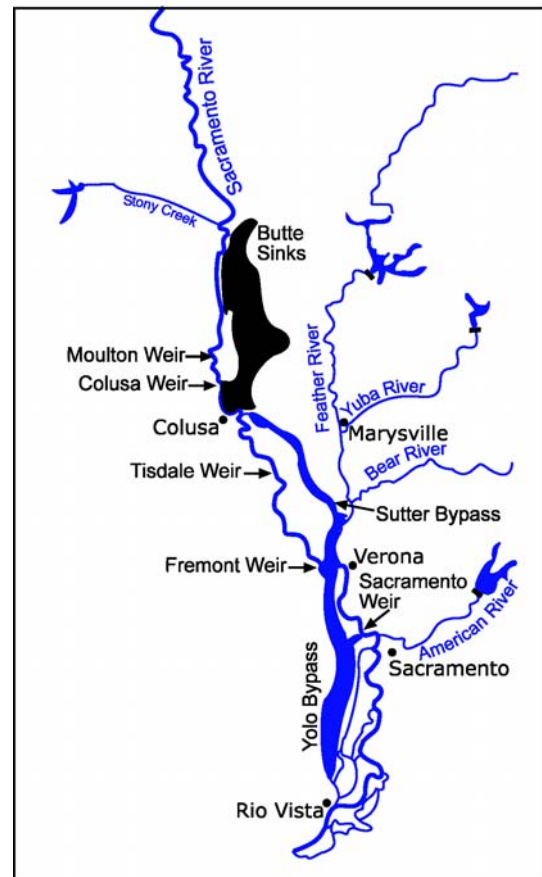 Sacramento River
Stony Creek
Butte
Sinks
Moulton Weir
Colusa Weir
Feather River
Yuba River
Colusa
Marysville
Bear River
Tisdale Weir
Sutter Bypass
Fremont Weir
Verona
Sacramento
Weir
American River
Sacramento
Yolo Bypass
Rio Vista